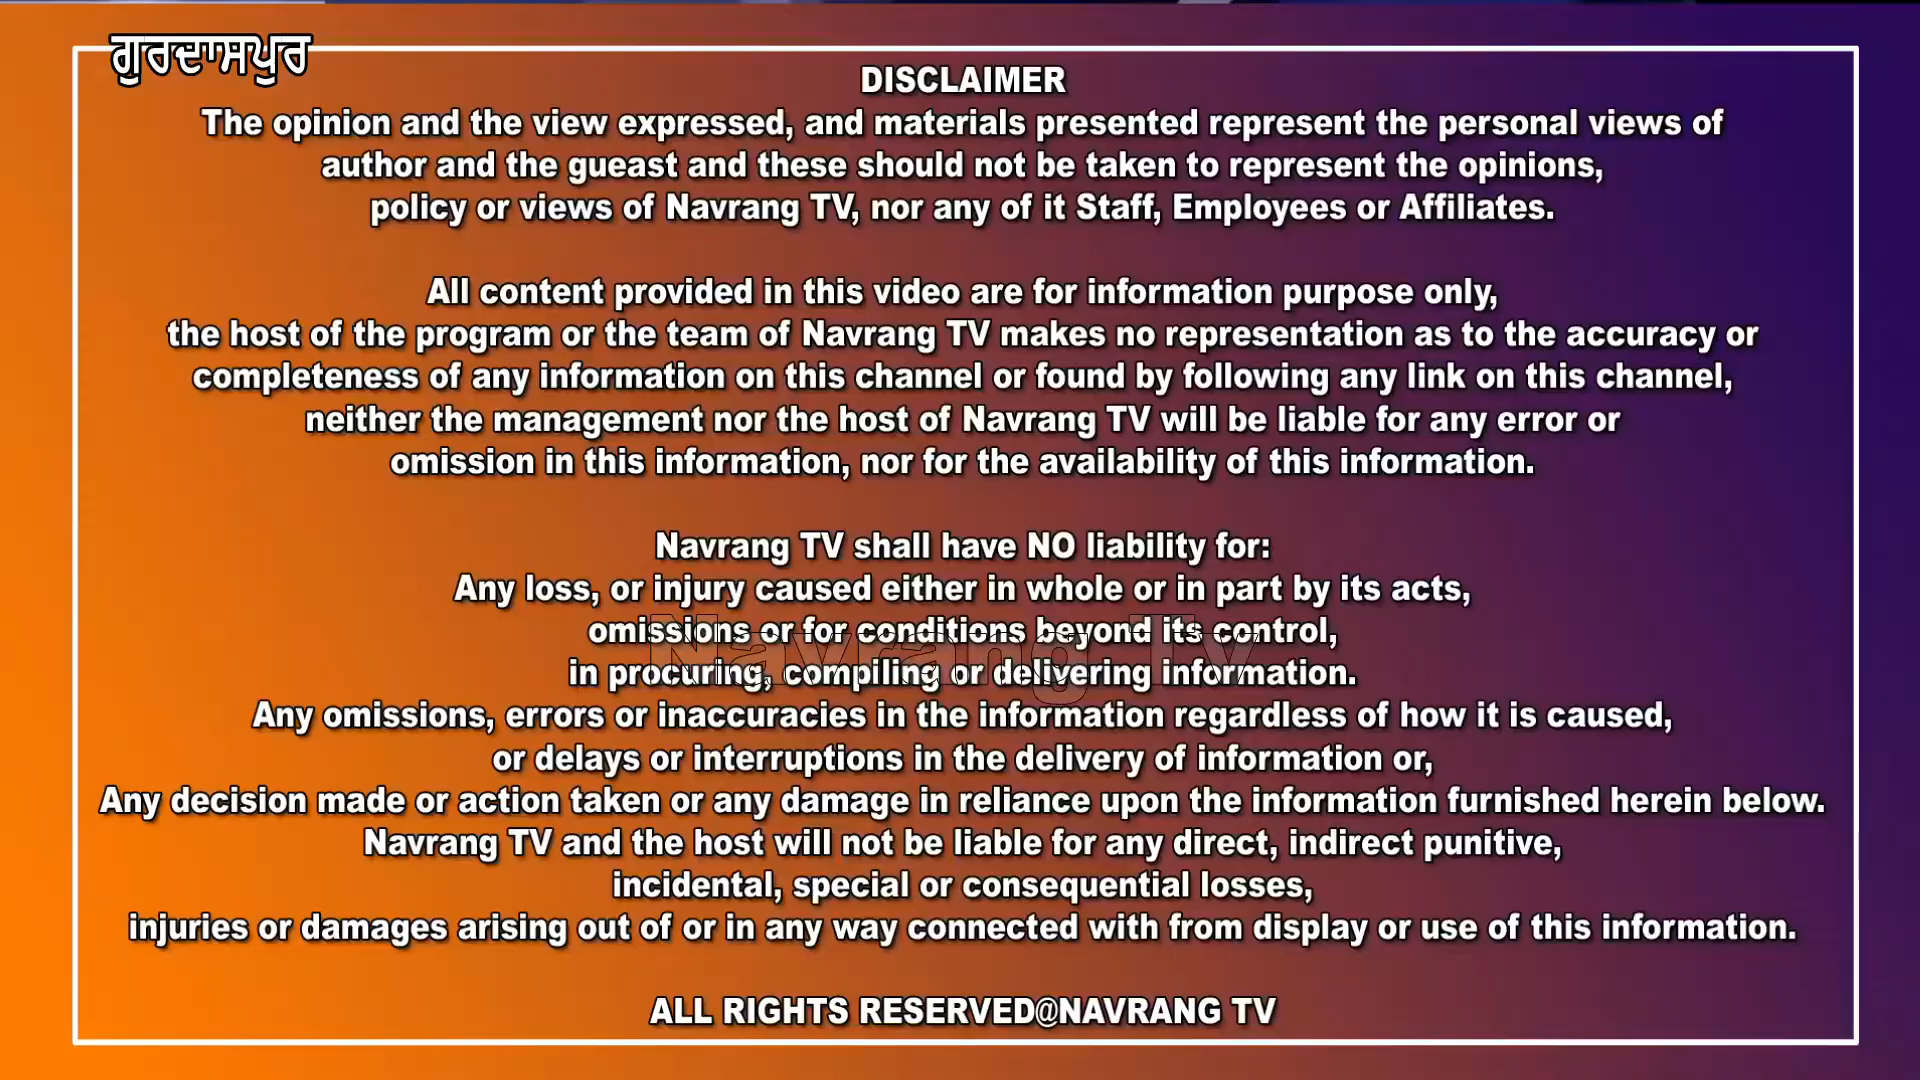 ਗੁਰਦਾਸਪੁਰ
DISCLAIMER
The opinion and the view expressed, and materials presented represent the personal views of
author and the gueast and these should not be taken to represent the opinions,
policy or views of Navrang TV, nor any of it Staff, Employees or Affiliates.
All content provided in this video are for information purpose only,
the host of the program or the team of Navrang TV makes no representation as to the accuracy or
completeness of any information on this channel or found by following any link on this channel,
neither the management nor the host of Navrang TV will be liable for any error or
omission in this information, nor for the availability of this information.
Navrang TV shall have NO liability for:
Any loss, or injury caused either in whole or in part by its acts,
omissions or for conditions beyond its control,
Navrang Tv
in procuring, compiling or delivering information.
Any omissions, errors or inaccuracies in the information regardless of how it is caused,
or delays or interruptions in the delivery of information or,
Any decision made or action taken or any damage in reliance upon the information furnished herein below.
Navrang TV and the host will not be liable for any direct, indirect punitive,
incidental, special or consequential losses,
injuries or damages arising out of or in any way connected with from display or use of this information.
ALL RIGHTS RESERVED@NAVRANG TV